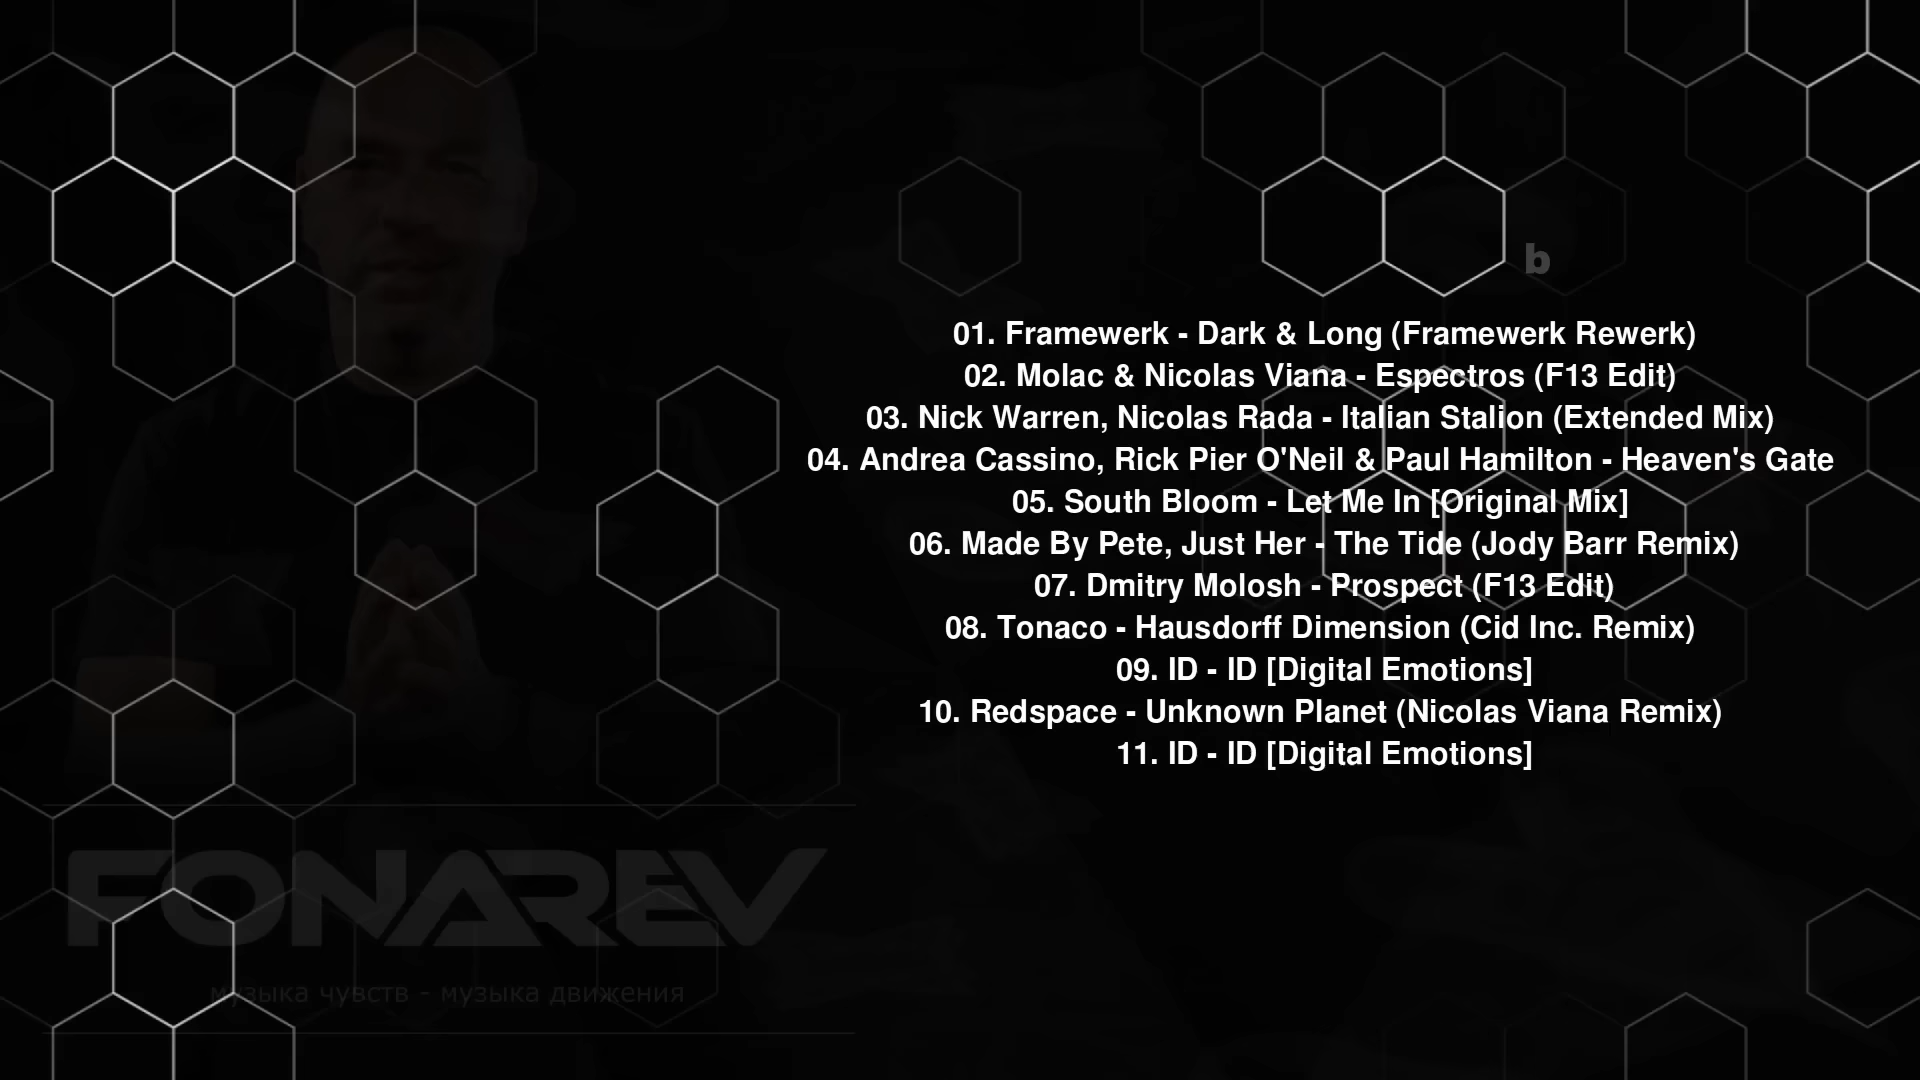 b
01. Framewerk - Dark & Long (Framewerk Rewerk)
02. Molac & Nicolas Viana - Espectros (F13 Edit)
03. Nick Warren, Nicolas Rada - Italian Stalion (Extended Mix)
04. Andrea Cassino, Rick Pier O'Neil & Paul Hamilton - Heaven's Gate
05. South Bloom - Let Me In [Original Mix]
06. Made By Pete, Just Her - The Tide (Jody Barr Remix)
07. Dmitry Molosh - Prospect (F13 Edit)
08. Tonaco - Hausdorff Dimension (Cid Inc. Remix)
09. ID - ID [Digital Emotions]
10. Redspace - Unknown Planet (Nicolas Viana Remix)
11. ID - ID [Digital Emotions]
FONAREV
музыка чувств - музыка движения